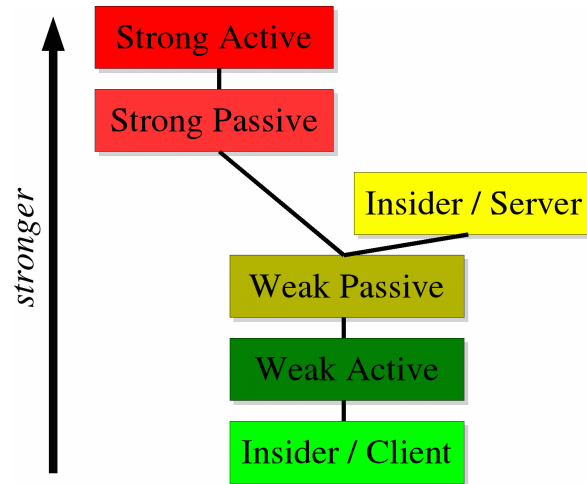 Strong Active
Strong Passive
Insider / Server
Weak Passive
Weak Active
Insider / Client
stronger